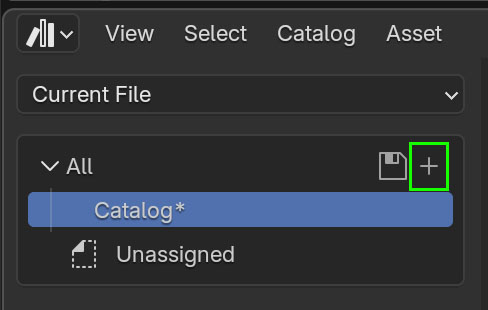 View Select Catalog Asset
Current File
All
Catalog*
Unassigned